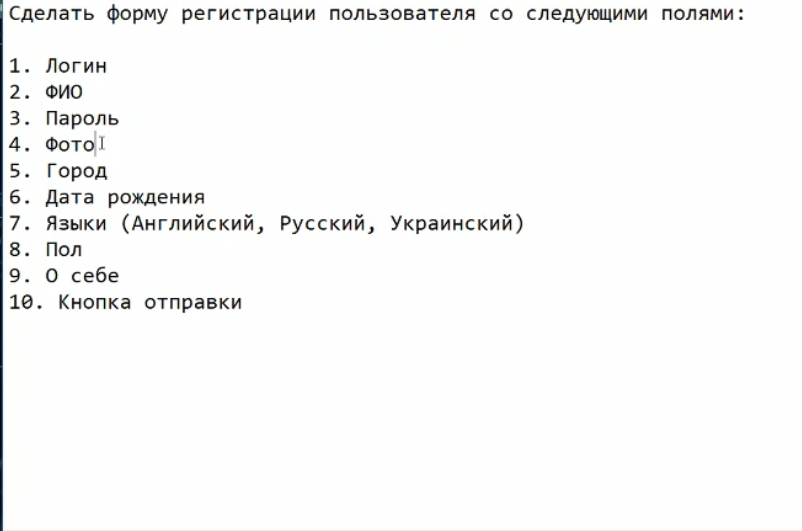 Сделать форму регистрации пользователя со следующими полями:
1. Логин
2. ФИО
3. Пароль
4. Фото
5. Город
6. Дата рождения
7. Языки (Английский, Русский, Украинский)
8. Пол
9. О себе
10. Кнопка отправки